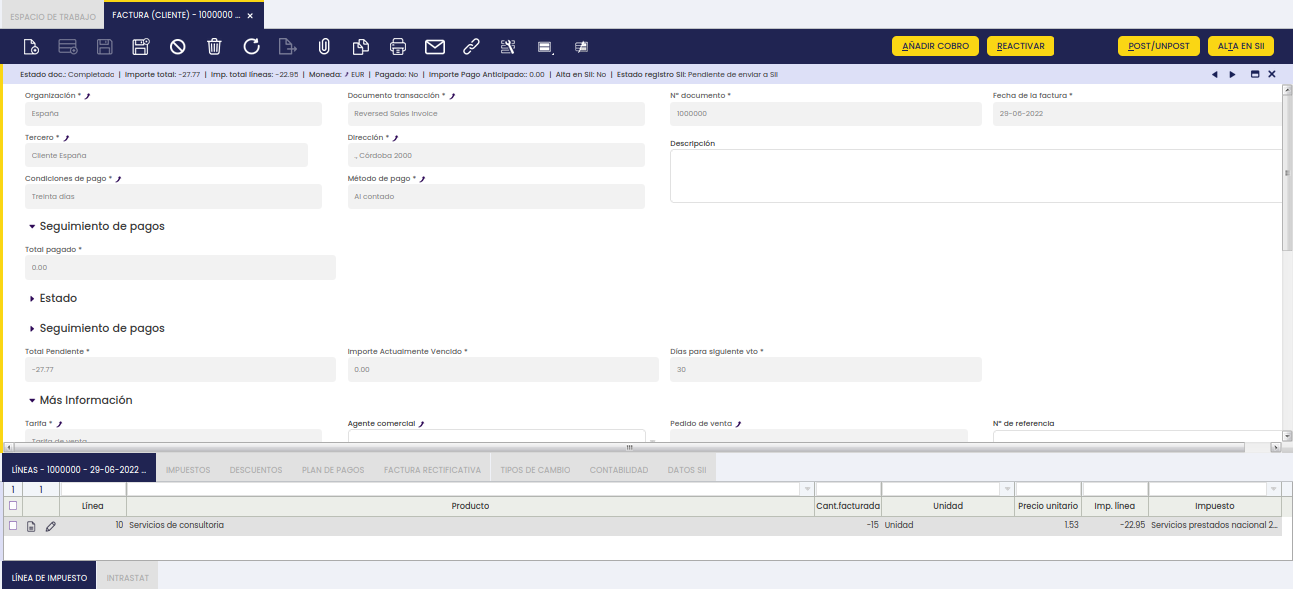 ESPACIO DE TRABAJO FACTURA (CLIENTE) - 1000000 ... ×
AÑADIR COBRO REACTIVAR POST/UNPOST ALTA EN SII
Estado doc.: Completado | Importe total: -27.77 | Imp. total líneas: -22.95 | Moneda: EUR | Pagado: No | Importe Pago Anticipado:: 0.00 | Alta en SII: No | Estado registro SII: Pendiente de enviar a SII
Organización * Documento transacción * Nº documento * Fecha de la factura *
España Reversed Sales Invoice 1000000 29-06-2022
Tercero * Dirección * Descripción
Cliente España ., Córdoba 2000
Condiciones de pago * Método de pago *
Treinta días Al contado
Seguimiento de pagos
Total pagado *
0.00
Estado
Seguimiento de pagos
Total Pendiente * Importe Actualmente Vencido * Días para siguiente vto *
-27.77 0.00 30
Más Información
Tarifa * Agente comercial Pedido de venta Nº de referencia
Tarifa de venta
LÍNEAS - 1000000 - 29-06-2022 ... IMPUESTOS DESCUENTOS PLAN DE PAGOS FACTURA RECTIFICATIVA TIPOS DE CAMBIO CONTABILIDAD DATOS SII
1 1
Línea Producto Cant.facturada Unidad Precio unitario Imp. línea Impuesto
10 Servicios de consultoria -15 Unidad 1.53 -22.95 Servicios prestados nacional 2...
LÍNEA DE IMPUESTO INTRASTAT